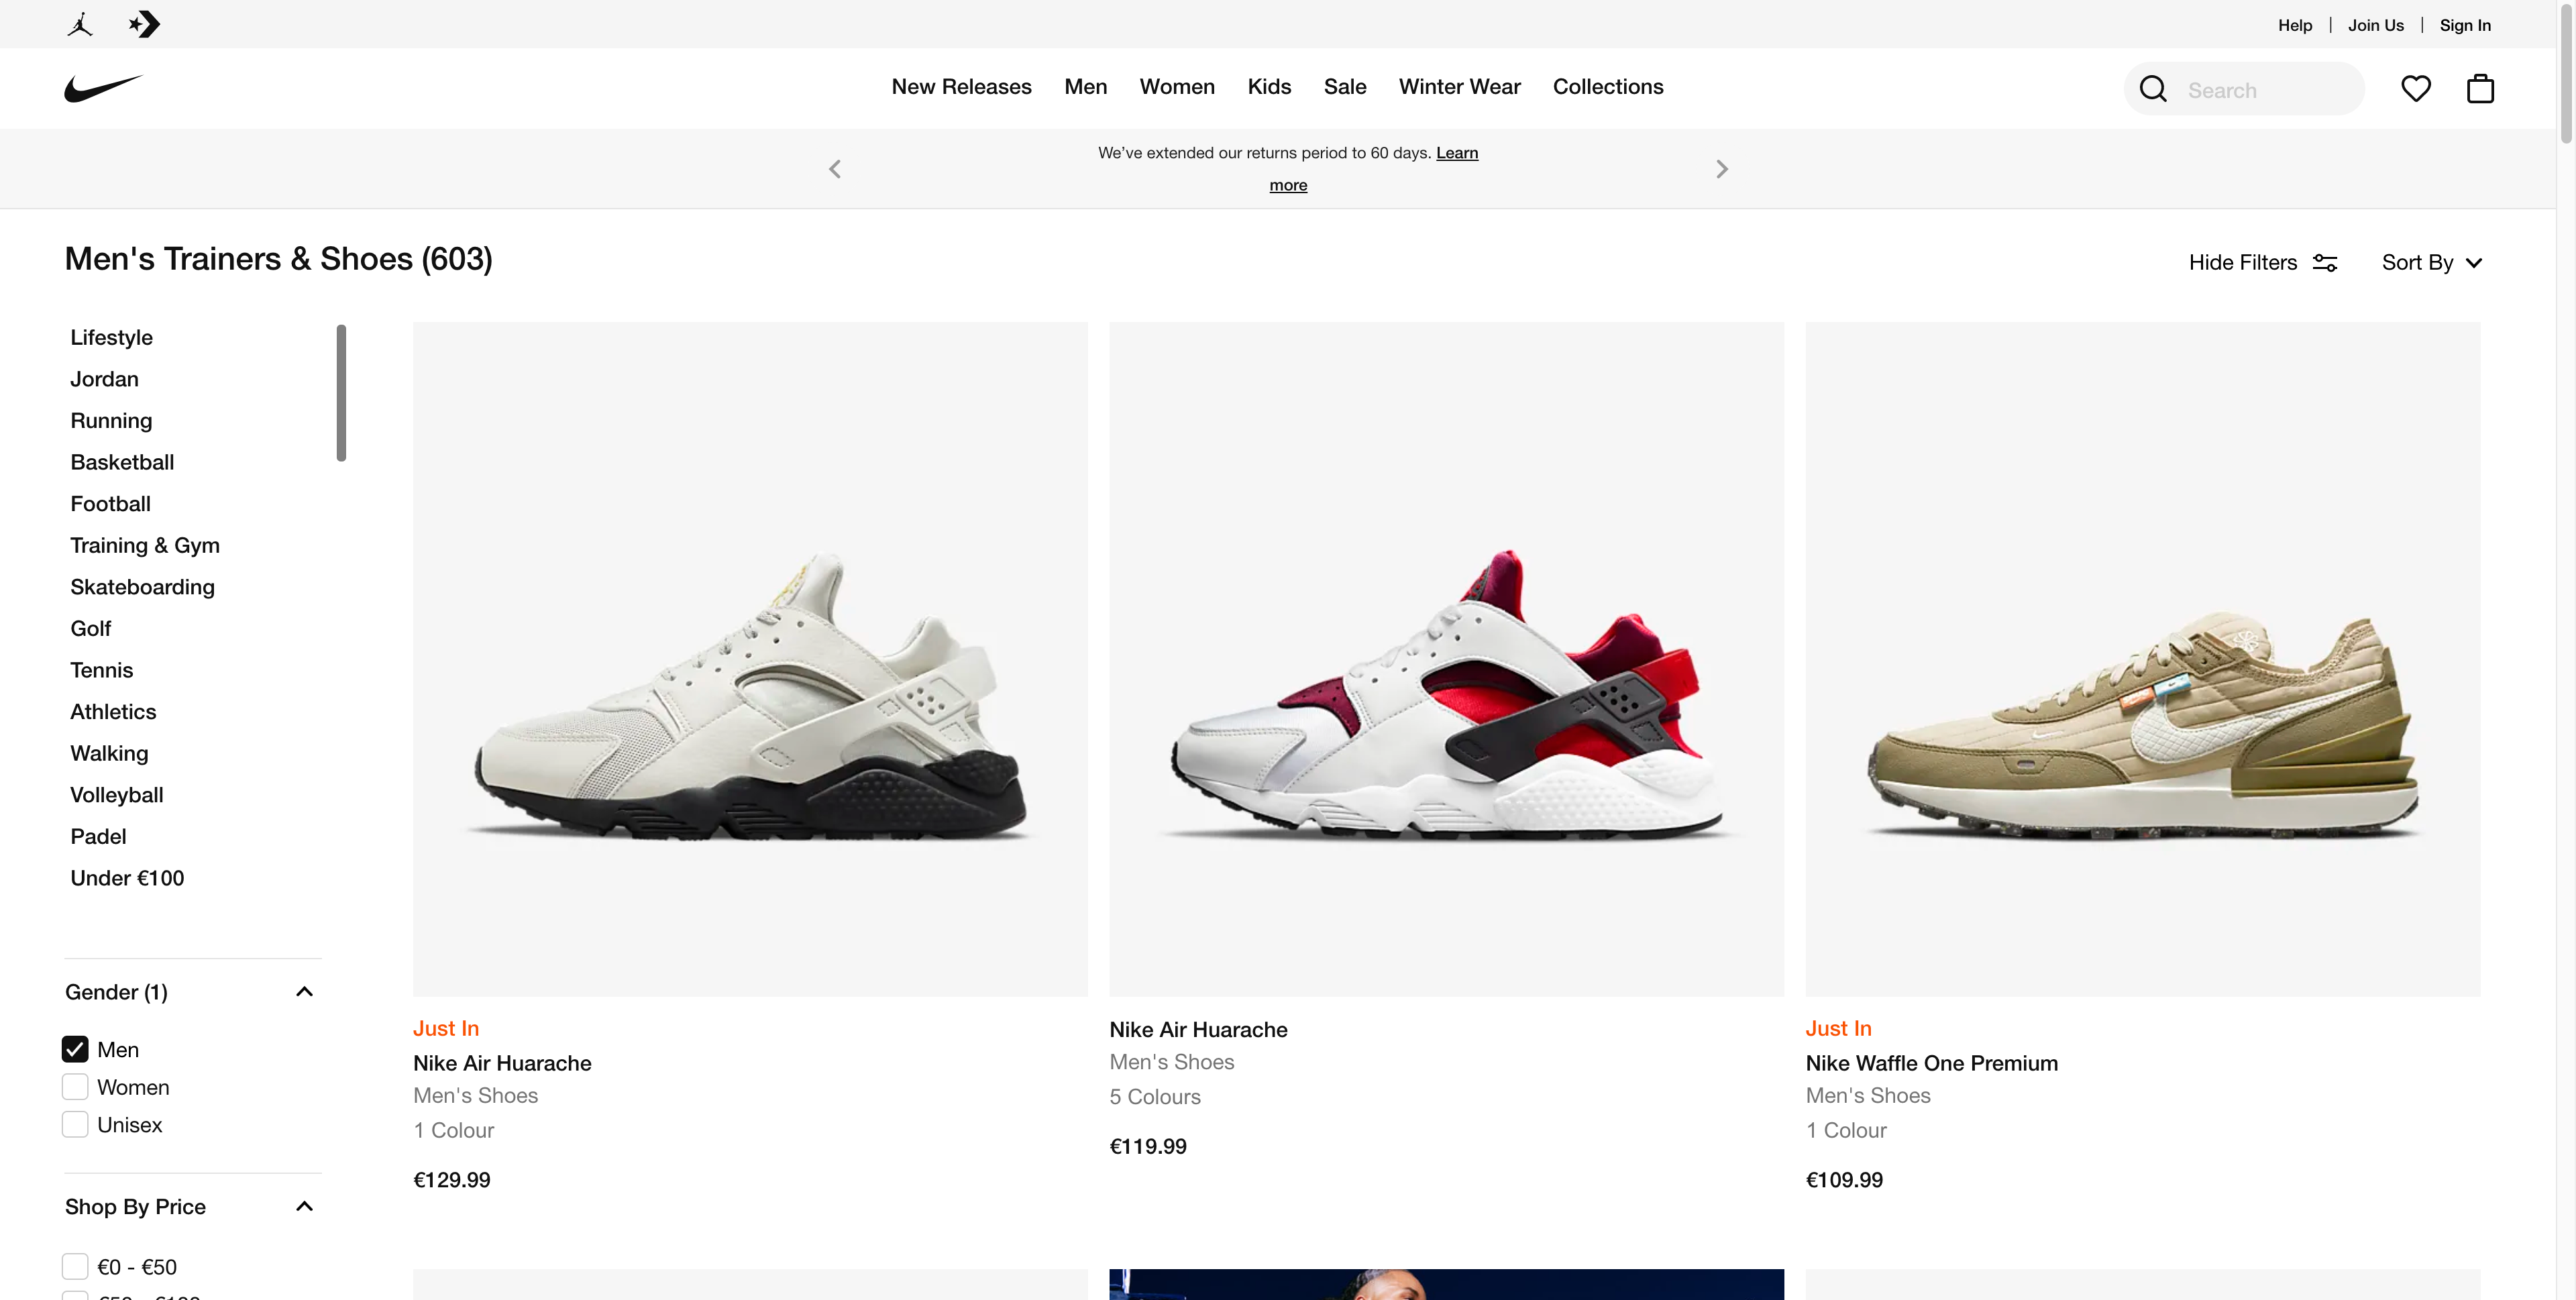 Help | Join Us | Sign In
New Releases Men Women Kids Sale Winter Wear Collections
Search
We’ve extended our returns period to 60 days. Learn
more
Men's Trainers & Shoes (603)
Hide Filters
Sort By
Lifestyle
Jordan
Running
Basketball
Football
Training & Gym
Skateboarding
Golf
Tennis
Athletics
Walking
Volleyball
Padel
Under €100
Gender (1)
Men
Women
Unisex
Shop By Price
€0 - €50
Just In
Nike Air Huarache
Men's Shoes
1 Colour
€129.99
Nike Air Huarache
Men's Shoes
5 Colours
€119.99
Just In
Nike Waffle One Premium
Men's Shoes
1 Colour
€109.99